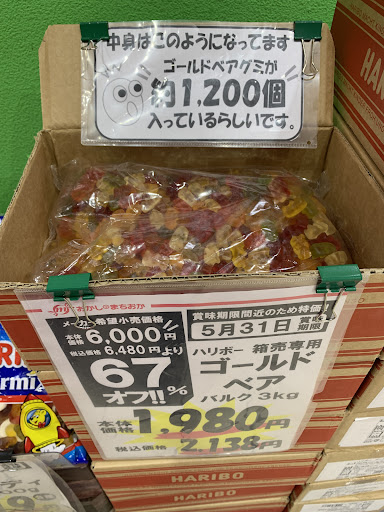 中身はこのようになってます
ゴールドベアグミが
約1,200個
入っているらしいです。
おかしのまちおか
メーカー希望小売価格
本体価格 6,000円
税込価格 6,480円より
67%
オフ!!
賞味期限間近のため特価
5月31日 賞味期限
ハリボー 箱売専用
ゴールド
ベア
バルク 3kg
本体価格 1,980円
税込価格 2,138円
HARIBO
HARIBO